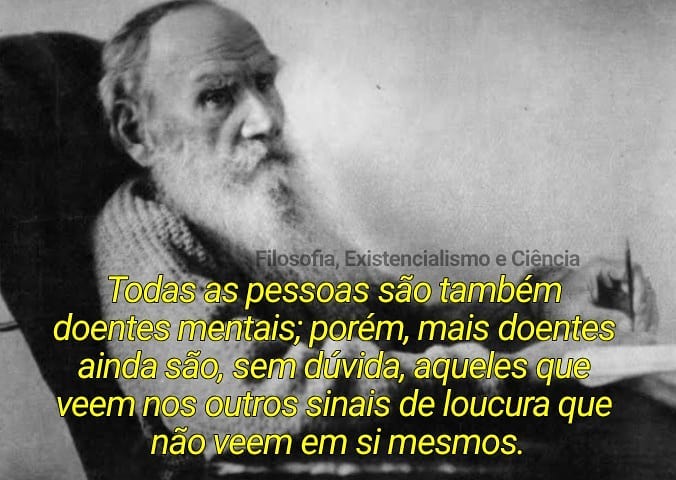 Filosofia, Existencialismo e Ciência
Todas as pessoas são também
doentes mentais; porém, mais doentes
ainda são, sem dúvida, aqueles que
veem nos outros sinais de loucura que
não veem em si mesmos.